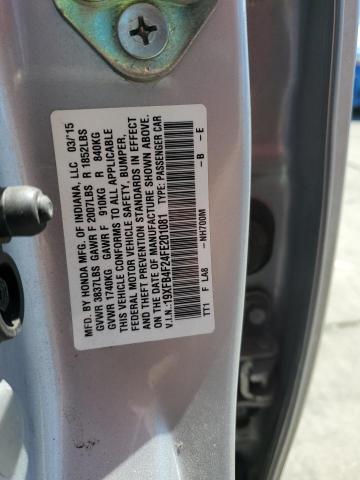 MFD. BY HONDA MFG. OF INDIANA, LLC 03/15
GVWR 3837LBS GAWR F 2007LBS R 1852LBS
GVWR 1740KG GAWR F 910KG R 840KG
THIS VEHICLE CONFORMS TO ALL APPLICABLE
FEDERAL MOTOR VEHICLE SAFETY, BUMPER,
AND THEFT PREVENTION STANDARDS IN EFFECT
ON THE DATE OF MANUFACTURE SHOWN ABOVE.
V.I.N. :19XFB4F24FE201081 TYPE: PASSENGER CAR
NH700M -B -E
TT1 F LA8